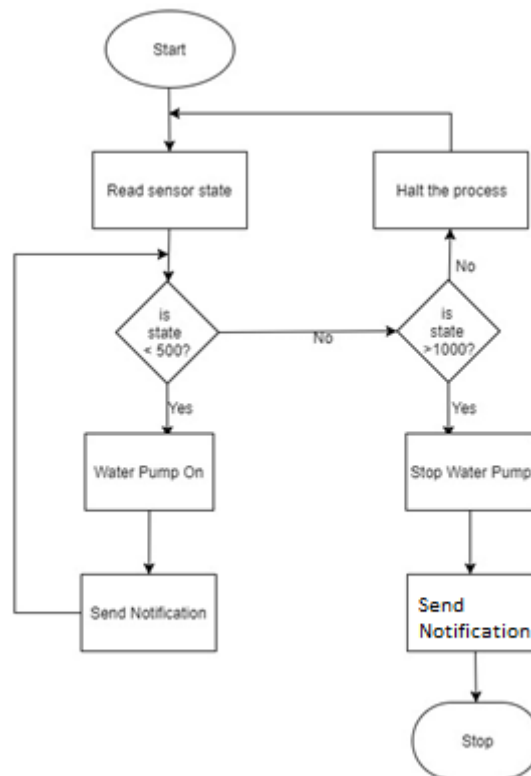 Start
Read sensor state
Halt the process
No
is
state
< 500?
No
is
state
>1000?
Yes
Yes
Water Pump On
Stop Water Pump
Send Notification
Send
Notification
Stop